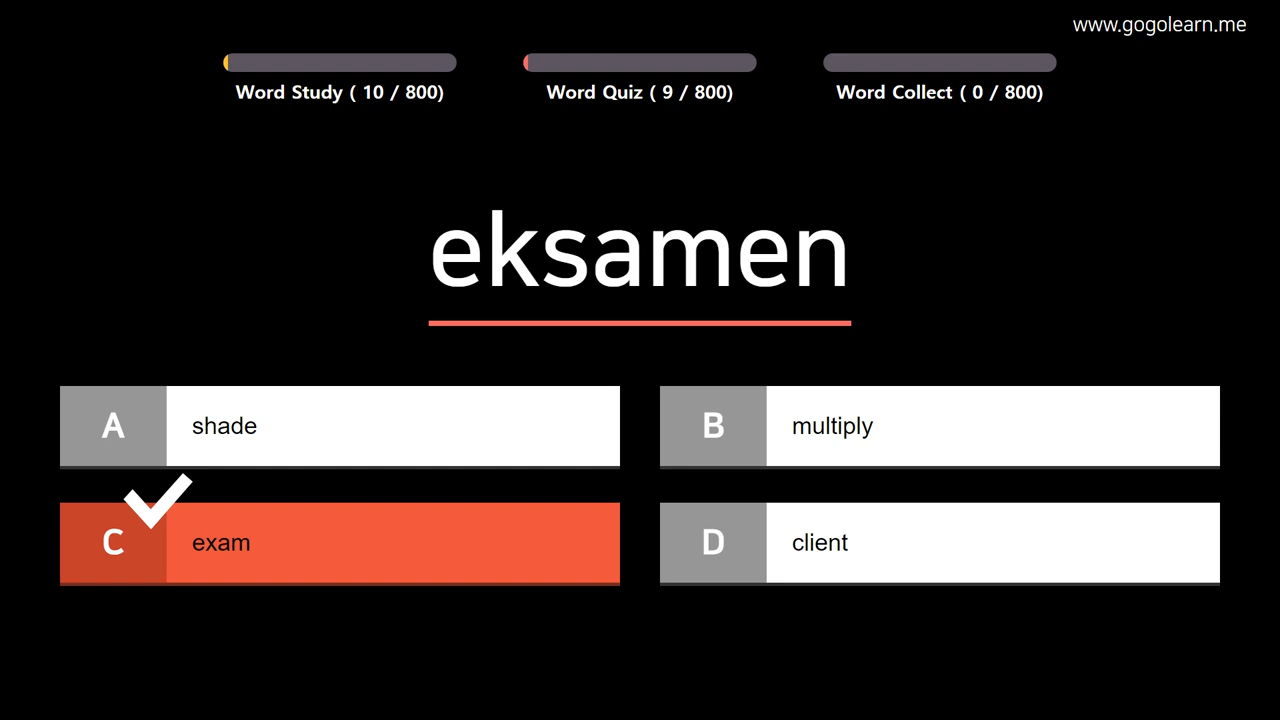 www.gogolearn.me
Word Study ( 10 / 800)
Word Quiz ( 9 / 800)
Word Collect ( 0 / 800)
eksamen
A shade
B multiply
C exam
D client